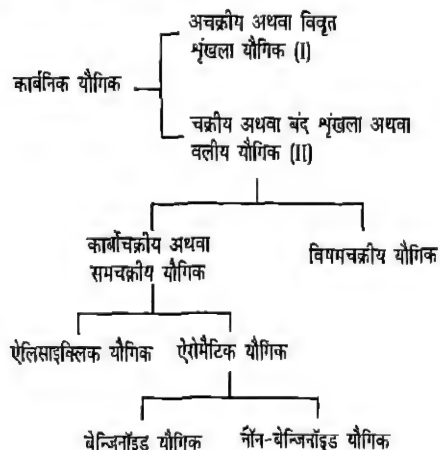 अचक्रीय अथवा विवृत
शृंखला यौगिक (I)
कार्बनिक यौगिक
चक्रीय अथवा बंद शृंखला अथवा
वलीय यौगिक (II)
कार्बोचक्रीय अथवा
समचक्रीय यौगिक
विषमचक्रीय यौगिक
ऐलिसाइक्लिक यौगिक
ऐरोमैटिक यौगिक
बेन्जिनॉइड यौगिक
नॉन-बेन्जिनॉइड यौगिक